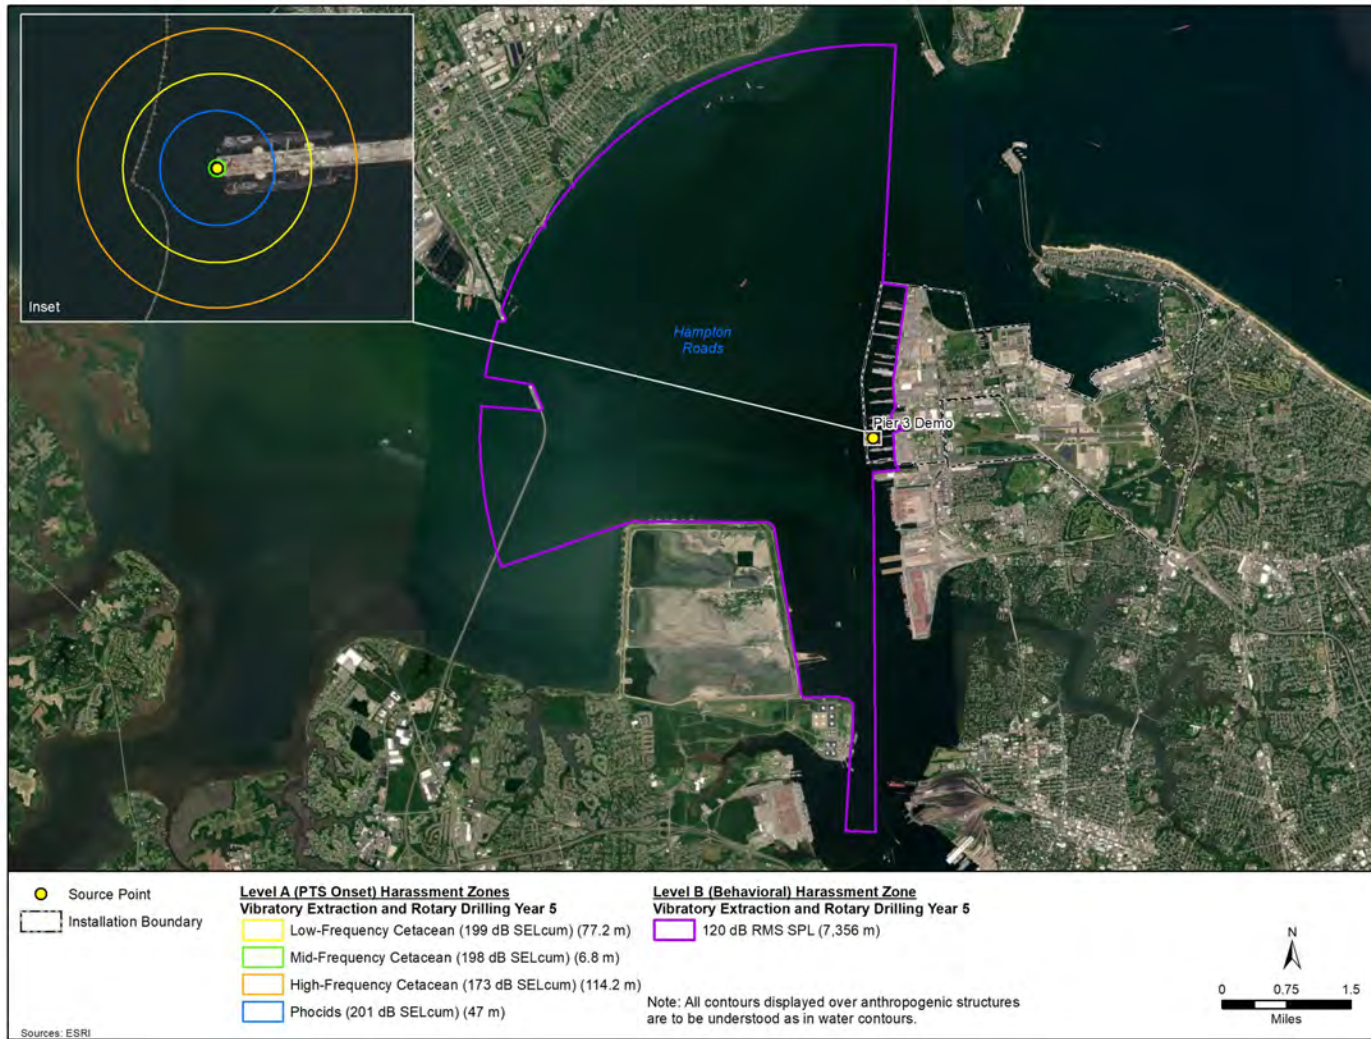 Inset
Hampton
Roads
Pier 3 Demo
Source Point
Installation Boundary
Level A (PTS Onset) Harassment Zones
Vibratory Extraction and Rotary Drilling Year 5
Low-Frequency Cetacean (199 dB SELcum) (77.2 m)
Mid-Frequency Cetacean (198 dB SELcum) (6.8 m)
High-Frequency Cetacean (173 dB SELcum) (114.2 m)
Phocids (201 dB SELcum) (47 m)
Level B (Behavioral) Harassment Zone
Vibratory Extraction and Rotary Drilling Year 5
120 dB RMS SPL (7,356 m)
Note: All contours displayed over anthropogenic structures
are to be understood as in water contours.
N
0 0.75 1.5
Miles
Sources: ESRI